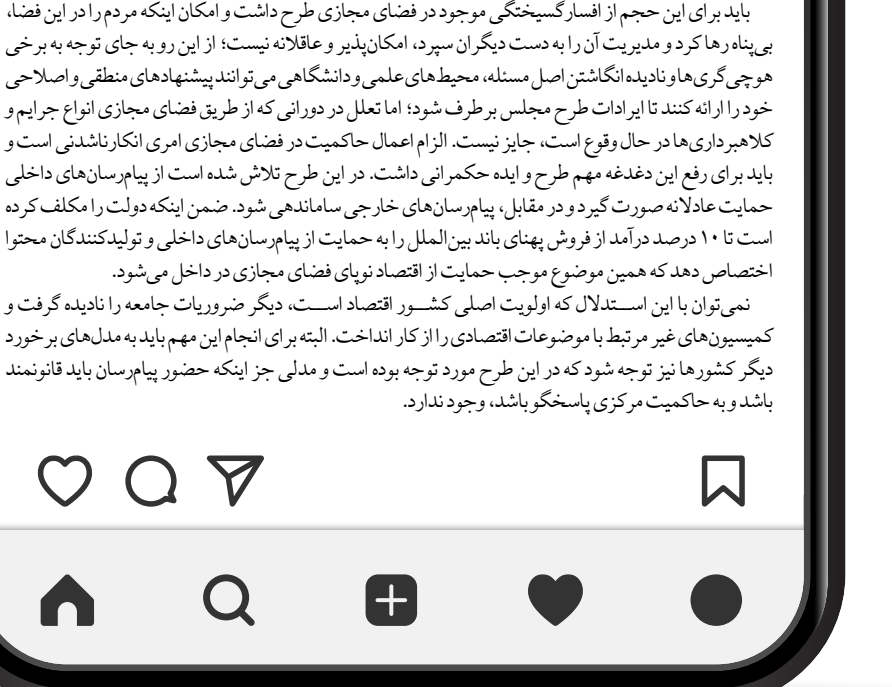 باید برای این حجم از افسارگسیختگی موجود در فضای مجازی طرح داشت و امکان اینکه مردم را در این فضا،
بی‌پناه رها کرد و مدیریت آن را به دست دیگران سپرد، امکان‌پذیر و عاقلانه نیست؛ از این رو به جای توجه به برخی
هوچی‌گری‌ها و نادیده انگاشتن اصل مسئله، محیط‌های علمی و دانشگاهی می‌توانند پیشنهادهای منطقی و اصلاحی
خود را ارائه کنند تا ایرادات طرح مجلس برطرف شود؛ اما تعلل در دورانی که از طریق فضای مجازی انواع جرایم و
کلاهبرداری‌ها در حال وقوع است، جایز نیست. الزام اعمال حاکمیت در فضای مجازی امری انکارناشدنی است و
باید برای رفع این دغدغه مهم طرح و ایده حکمرانی داشت. در این طرح تلاش شده است از پیام‌رسان‌های داخلی
حمایت عادلانه صورت گیرد و در مقابل، پیام‌رسان‌های خارجی ساماندهی شود. ضمن اینکه دولت را مکلف کرده
است تا ۱۰ درصد درآمد از فروش پهنای باند بین‌الملل را به حمایت از پیام‌رسان‌های داخلی و تولیدکنندگان محتوا
اختصاص دهد که همین موضوع موجب حمایت از اقتصاد نوپای فضای مجازی در داخل می‌شود.
نمی‌توان با این اســتدلال که اولویت اصلی کشــور اقتصاد اســت، دیگر ضروریات جامعه را نادیده گرفت و
کمیسیون‌های غیر مرتبط با موضوعات اقتصادی را از کار انداخت. البته برای انجام این مهم باید به مدل‌های برخورد
دیگر کشورها نیز توجه شود که در این طرح مورد توجه بوده است و مدلی جز اینکه حضور پیام‌رسان باید قانونمند
باشد و به حاکمیت مرکزی پاسخگو باشد، وجود ندارد.